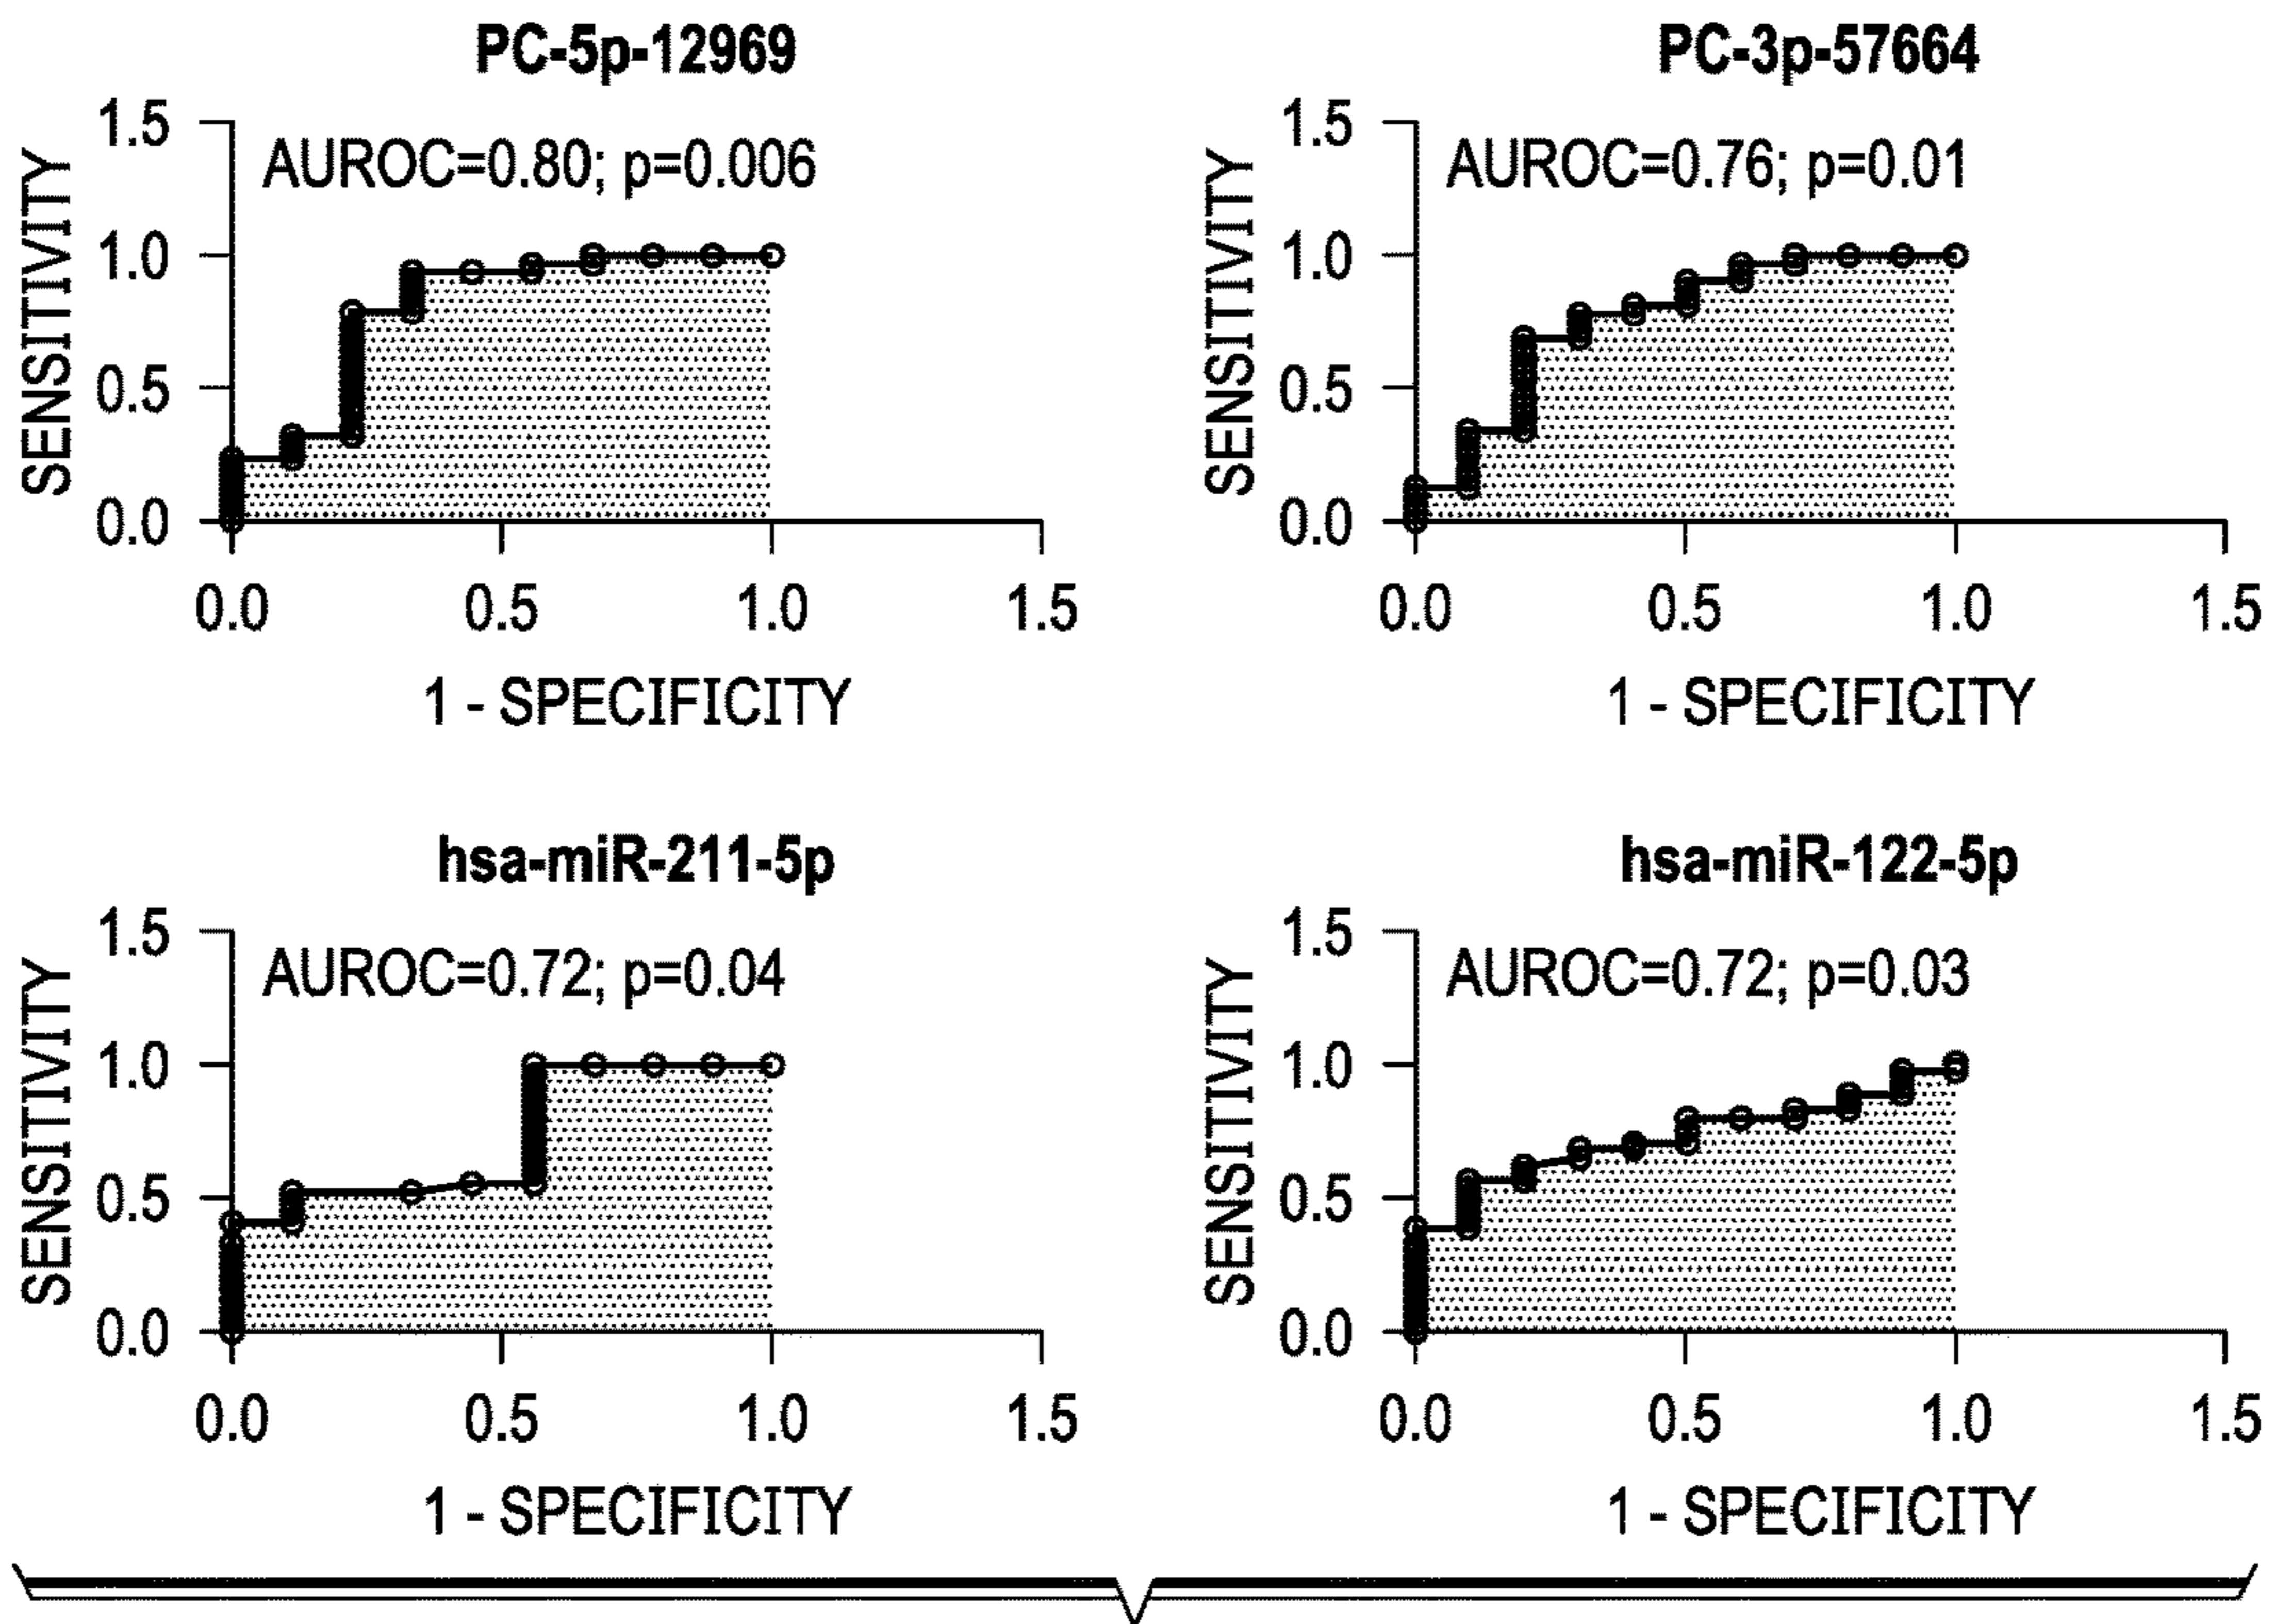 PC-5p-12969
AUROC=0.80; p=0.006
SENSITIVITY
1.5
1.0
0.5
0.0
0.0 0.5 1.0 1.5
1 - SPECIFICITY
PC-3p-57664
AUROC=0.76; p=0.01
SENSITIVITY
1.5
1.0
0.5
0.0
0.0 0.5 1.0 1.5
1 - SPECIFICITY
hsa-miR-211-5p
AUROC=0.72; p=0.04
SENSITIVITY
1.5
1.0
0.5
0.0
0.0 0.5 1.0 1.5
1 - SPECIFICITY
hsa-miR-122-5p
AUROC=0.72; p=0.03
SENSITIVITY
1.5
1.0
0.5
0.0
0.0 0.5 1.0 1.5
1 - SPECIFICITY